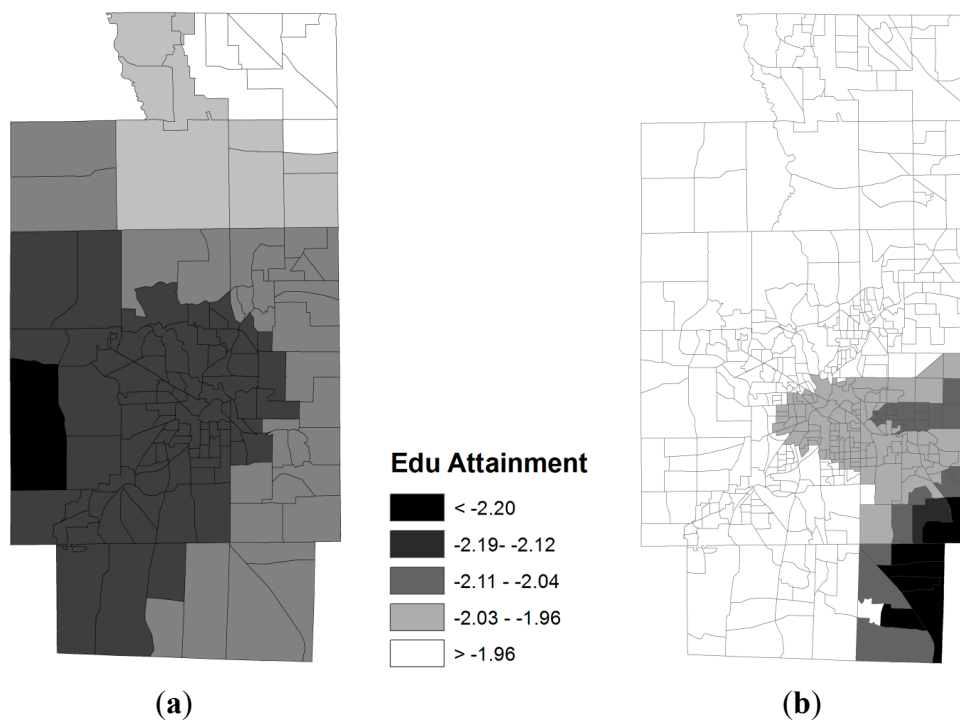 Edu Attainment
< -2.20
-2.19- -2.12
-2.11 - -2.04
-2.03 - -1.96
> -1.96
(a)
(b)